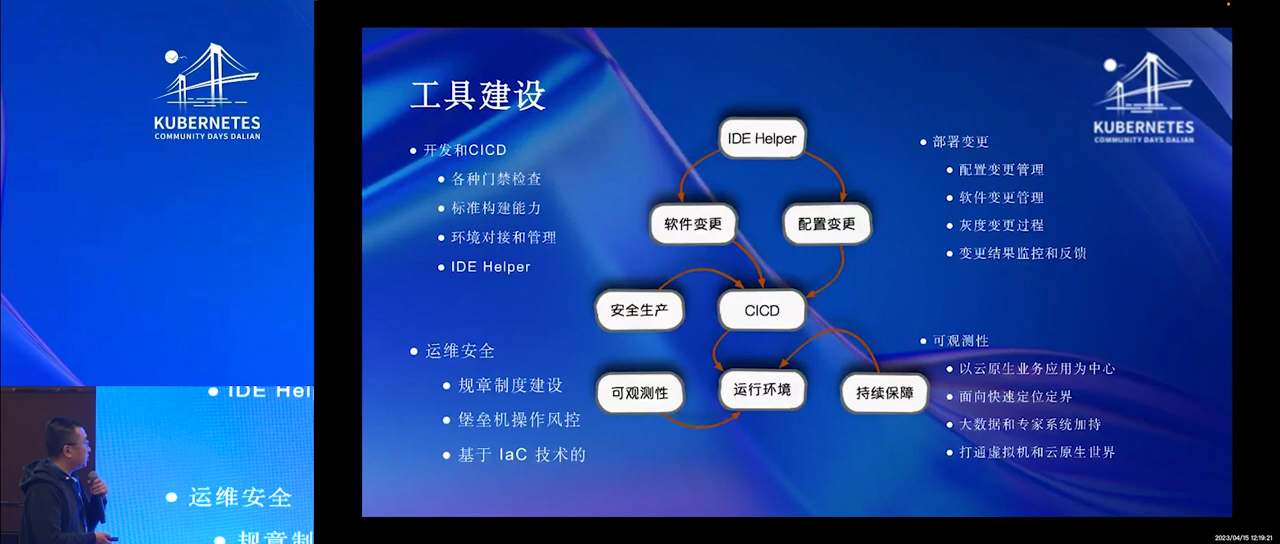 KUBERNETES
COMMUNITY DAYS DALIAN
IDE Hel
运维安全
规章制
工具建设
KUBERNETES
COMMUNITY DAYS DALIAN
开发和CICD
各种门禁检查
标准构建能力
环境对接和管理
IDE Helper
运维安全
规章制度建设
堡垒机操作风控
基于 IaC 技术的
IDE Helper
软件变更
配置变更
安全生产
CICD
可观测性
运行环境
持续保障
部署变更
配置变更管理
软件变更管理
灰度变更过程
变更结果监控和反馈
可观测性
以云原生业务应用为中心
面向快速定位定界
大数据和专家系统加持
打通虚拟机和云原生世界
2023/04/15 12:19:21